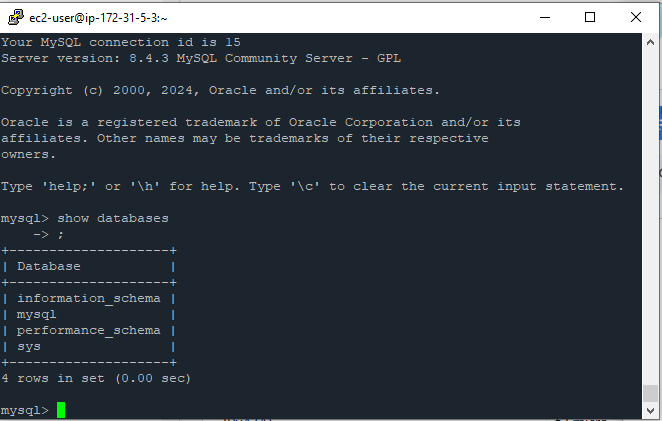 ec2-user@ip-172-31-5-3:~
Your MySQL connection id is 15
Server version: 8.4.3 MySQL Community Server - GPL
Copyright (c) 2000, 2024, Oracle and/or its affiliates.
Oracle is a registered trademark of Oracle Corporation and/or its
affiliates. Other names may be trademarks of their respective
owners.
Type 'help;' or '\h' for help. Type '\c' to clear the current input statement.
mysql> show databases
    -> ;
+--------------------+
| Database           |
+--------------------+
| information_schema |
| mysql              |
| performance_schema |
| sys                |
+--------------------+
4 rows in set (0.00 sec)
mysql>